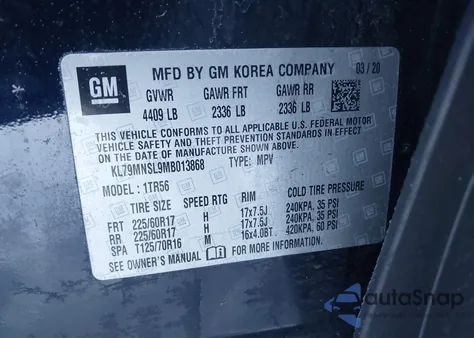 GM
MFD BY GM KOREA COMPANY 03/20
GVWR GAWR FRT GAWR RR
4409 LB 2336 LB 2336 LB
THIS VEHICLE CONFORMS TO ALL APPLICABLE U.S. FEDERAL MOTOR
VEHICLE SAFETY AND THEFT PREVENTION STANDARDS IN EFFECT
ON THE DATE OF MANUFACTURE SHOWN ABOVE.
KL79MNSL9MB013868 TYPE: MPV
MODEL: 1TR56
TIRE SIZE SPEED RTG RIM COLD TIRE PRESSURE
FRT 225/60R17 H 17x7.5J 240KPA, 35 PSI
RR 225/60R17 H 17x7.5J 240KPA, 35 PSI
SPA T125/70R16 M 16x4.0BT 420KPA, 60 PSI
SEE OWNER'S MANUAL FOR MORE INFORMATION.
autaSnap